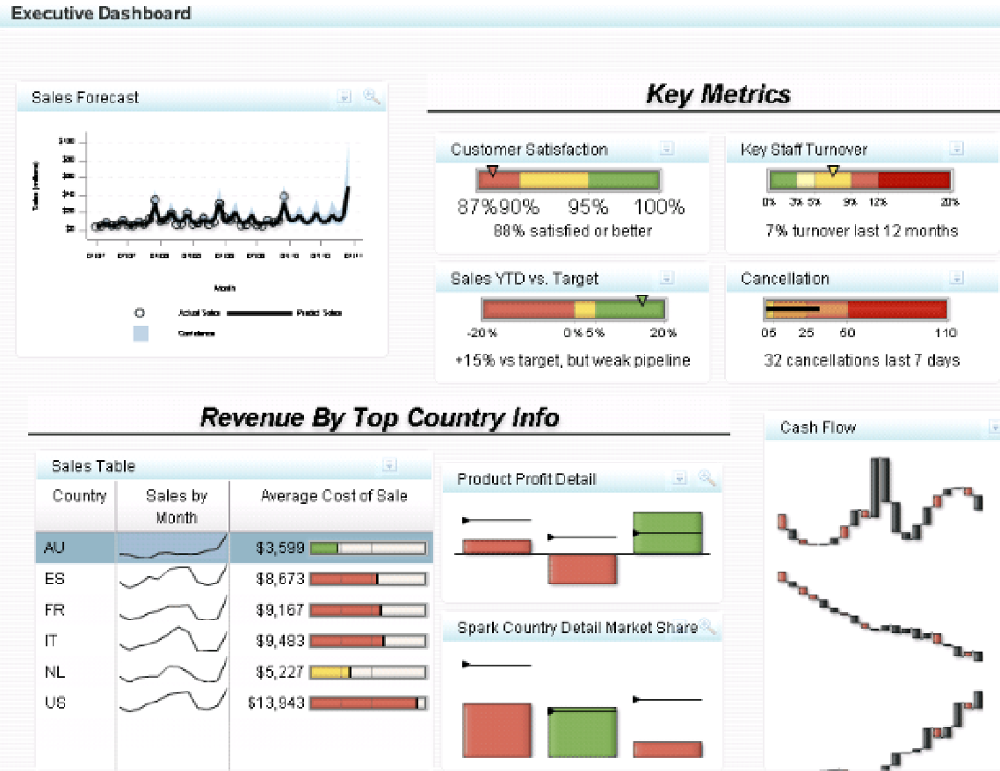 Executive Dashboard
Sales Forecast
Month
Actual Sales
Predict Sales
Key Metrics
Customer Satisfaction
87% 90% 95% 100%
88% satisfied or better
Key Staff Turnover
0% 3% 5% 9% 12% 20%
7% turnover last 12 months
Sales YTD vs. Target
-20% 0% 5% 20%
+15% vs target, but weak pipeline
Cancellation
05 25 60 110
32 cancellations last 7 days
Revenue By Top Country Info
Sales Table
Country Sales by Month Average Cost of Sale
AU $3,599
ES $8,673
FR $9,167
IT $9,483
NL $5,227
US $13,943
Product Profit Detail
Spark Country Detail Market Share
Cash Flow